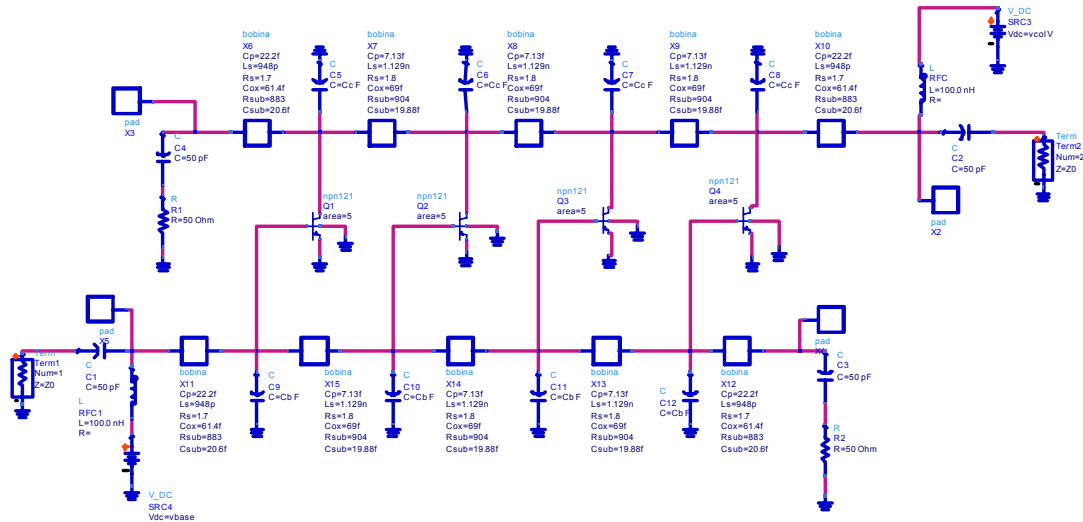 V_DC
SRC3
Vdc=vcol V
bobina
X6
Cp=22.2f
Ls=948p
Rs=1.7
Cox=61.4f
Rsub=883
Csub=20.6f
C
C5
C=Cc F
bobina
X7
Cp=7.13f
Ls=1.129n
Rs=1.8
Cox=69f
Rsub=904
Csub=19.88f
C
C6
C=Cc F
bobina
X8
Cp=7.13f
Ls=1.129n
Rs=1.8
Cox=69f
Rsub=904
Csub=19.88f
C
C7
C=Cc F
bobina
X9
Cp=7.13f
Ls=1.129n
Rs=1.8
Cox=69f
Rsub=904
Csub=19.88f
C
C8
C=Cc F
bobina
X10
Cp=22.2f
Ls=948p
Rs=1.7
Cox=61.4f
Rsub=883
Csub=20.6f
L
RFC
L=100.0 nH
R=
pad
X3
C
C4
C=50 pF
R
R1
R=50 Ohm
C
C2
C=50 pF
Term
Term2
Num=2
Z=Z0
pad
X2
npn121
Q1
area=5
npn121
Q2
area=5
npn121
Q3
area=5
npn121
Q4
area=5
pad
X5
Term
Term1
Num=1
Z=Z0
C
C1
C=50 pF
L
RFC1
L=100.0 nH
R=
V_DC
SRC4
Vdc=vbase
bobina
X11
Cp=22.2f
Ls=948p
Rs=1.7
Cox=61.4f
Rsub=883
Csub=20.6f
C
C9
C=Cb F
bobina
X15
Cp=7.13f
Ls=1.129n
Rs=1.8
Cox=69f
Rsub=904
Csub=19.88f
C
C10
C=Cb F
bobina
X14
Cp=7.13f
Ls=1.129n
Rs=1.8
Cox=69f
Rsub=904
Csub=19.88f
C
C11
C=Cb F
bobina
X13
Cp=7.13f
Ls=1.129n
Rs=1.8
Cox=69f
Rsub=904
Csub=19.88f
C
C12
C=Cb F
bobina
X12
Cp=22.2f
Ls=948p
Rs=1.7
Cox=61.4f
Rsub=883
Csub=20.6f
pad
C
C3
C=50 pF
R
R2
R=50 Ohm